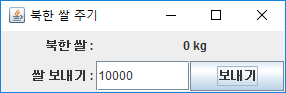 북한 쌀 주기
북한 쌀 : 0 kg
쌀 보내기 : 10000 보내기